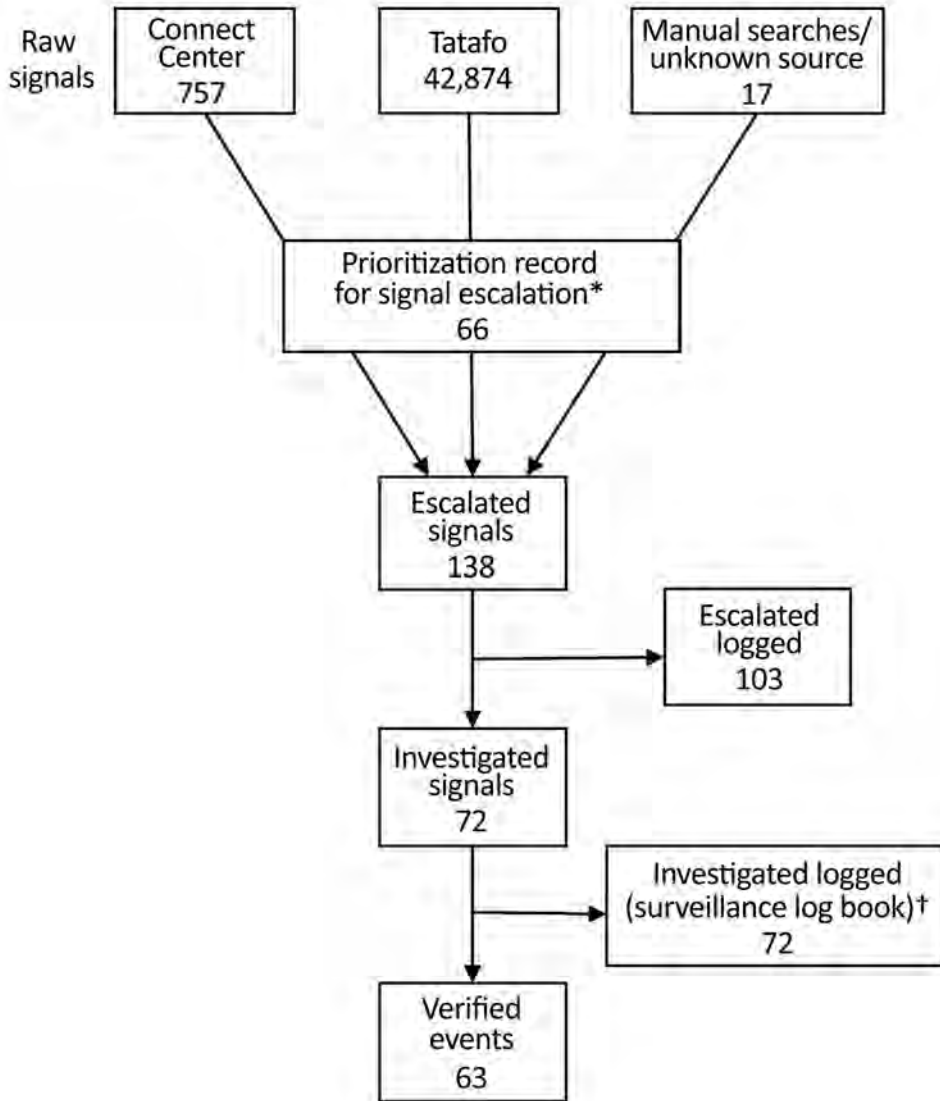 Raw
signals
Connect
Center
757
Tatafo
42,874
Manual searches/
unknown source
17
Prioritization record
for signal escalation*
66
Escalated
signals
138
Escalated
logged
103
Investigated
signals
72
Investigated logged
(surveillance log book)†
72
Verified
events
63